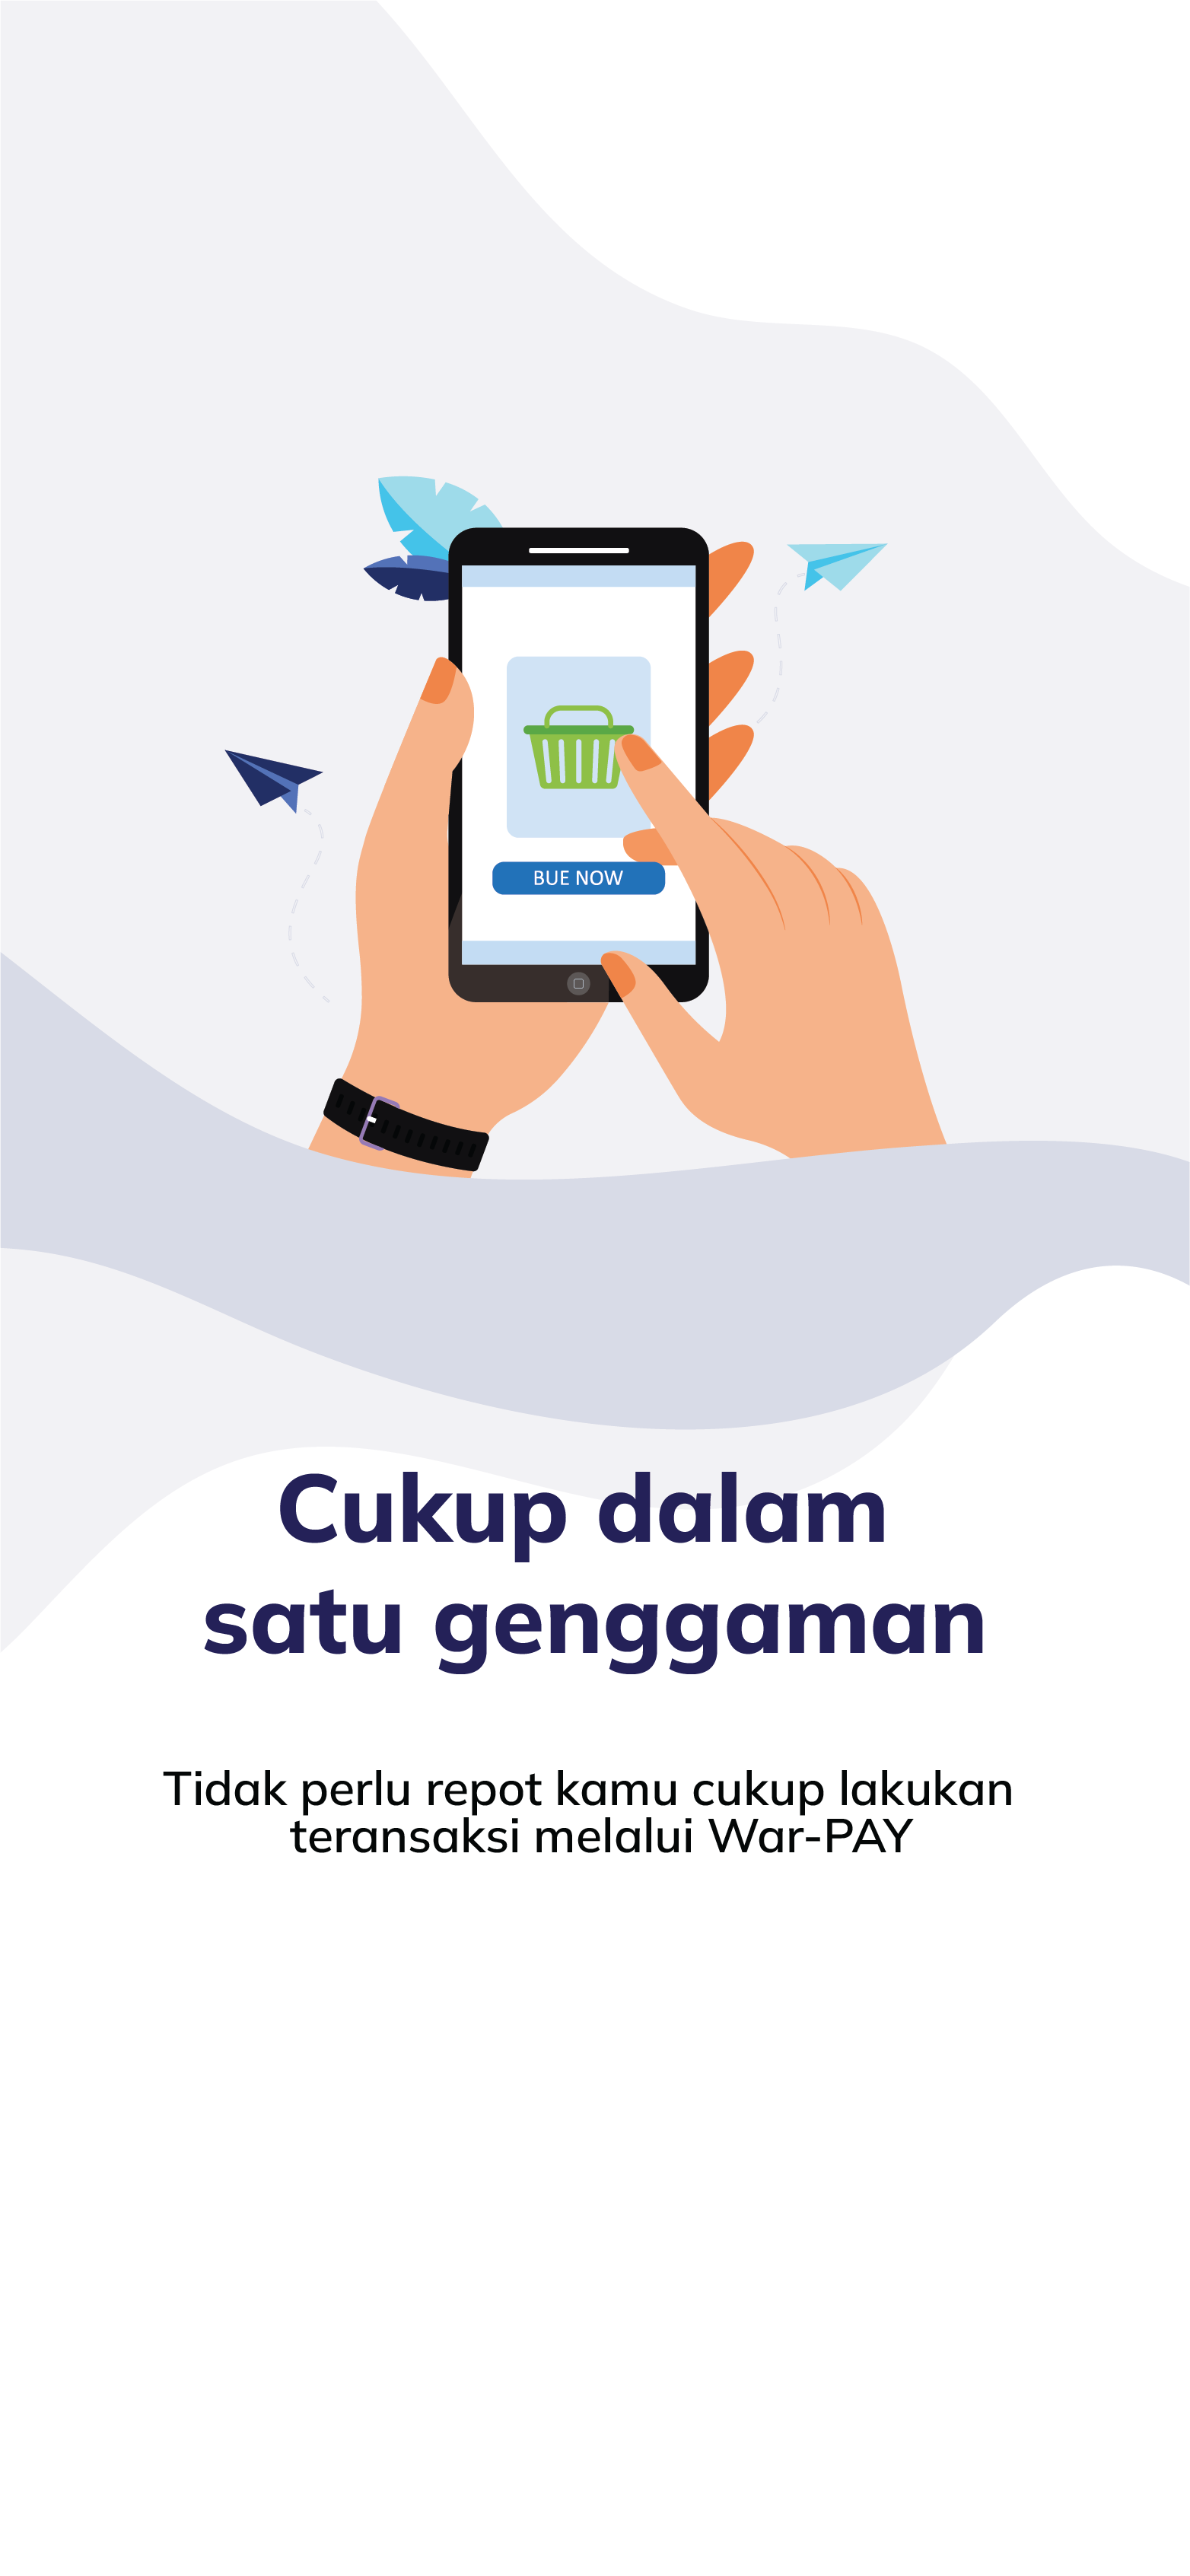 BUE NOW
Cukup dalam
satu genggaman
Tidak perlu repot kamu cukup lakukan
teransaksi melalui War-PAY